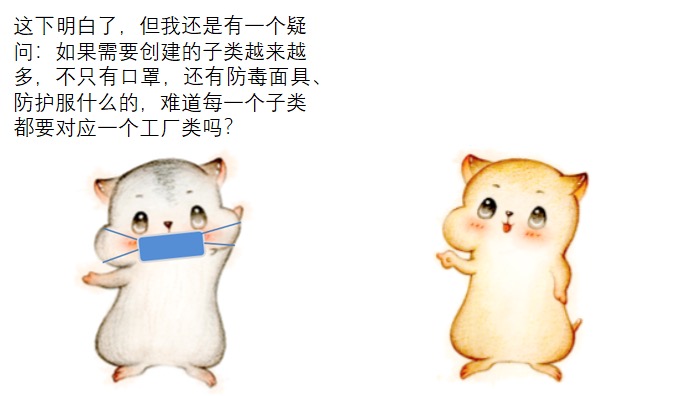 这下明白了，但我还是有一个疑
问：如果需要创建的子类越来越
多，不只有口罩，还有防毒面具、
防护服什么的，难道每一个子类
都要对应一个工厂类吗？